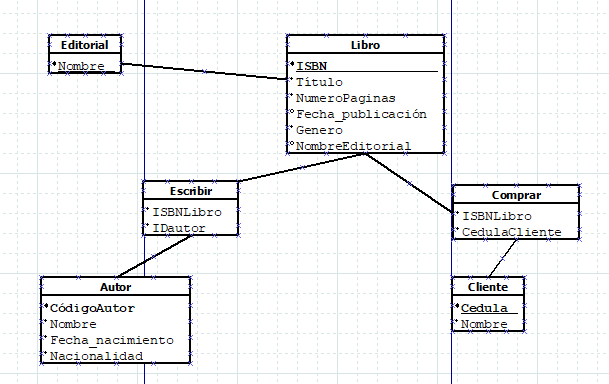 Editorial
Nombre
Libro
ISBN
Título
NumeroPaginas
Fecha_publicación
Genero
NombreEditorial
Escribir
ISBNLibro
IDautor
Comprar
ISBNLibro
CedulaCliente
Autor
CódigoAutor
Nombre
Fecha_nacimiento
Nacionalidad
Cliente
Cedula
Nombre